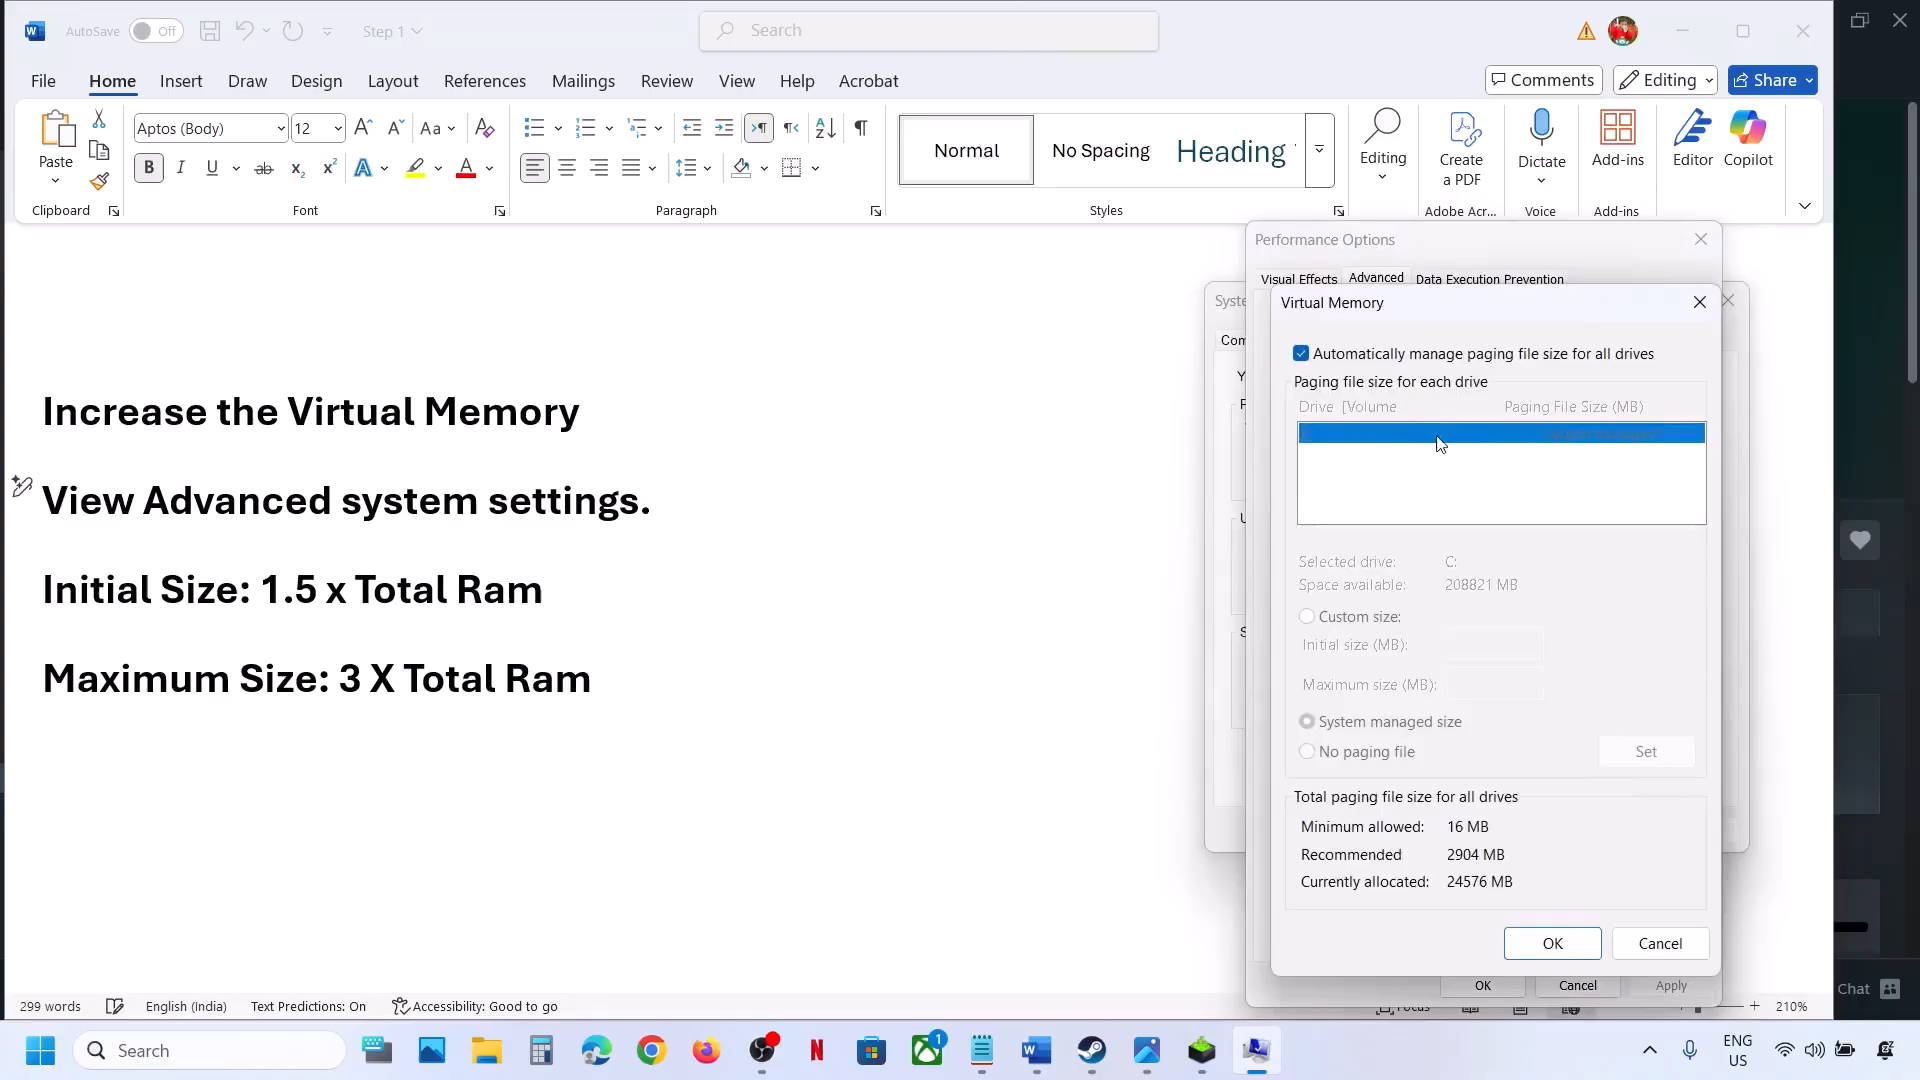 AutoSave Off Step 1 Search
File Home Insert Draw Design Layout References Mailings Review View Help Acrobat Comments Editing Share
Paste
Aptos (Body) 12
Normal No Spacing Heading
Editing Create a PDF Dictate Add-ins Editor Copilot
Clipboard Font Paragraph Styles Adobe Acr... Voice Add-ins
Increase the Virtual Memory
View Advanced system settings.
Initial Size: 1.5 x Total Ram
Maximum Size: 3 X Total Ram
Performance Options
Visual Effects Advanced Data Execution Prevention
Syste
Com
Virtual Memory
Automatically manage paging file size for all drives
Paging file size for each drive
Drive [Volume Paging File Size (MB)
Selected drive: C:
Space available: 208821 MB
Custom size:
Initial size (MB):
Maximum size (MB):
System managed size
No paging file Set
Total paging file size for all drives
Minimum allowed: 16 MB
Recommended 2904 MB
Currently allocated: 24576 MB
OK Cancel
OK Cancel Apply
Chat
299 words English (India) Text Predictions: On Accessibility: Good to go Focus 210%
Search 1 ENG
US